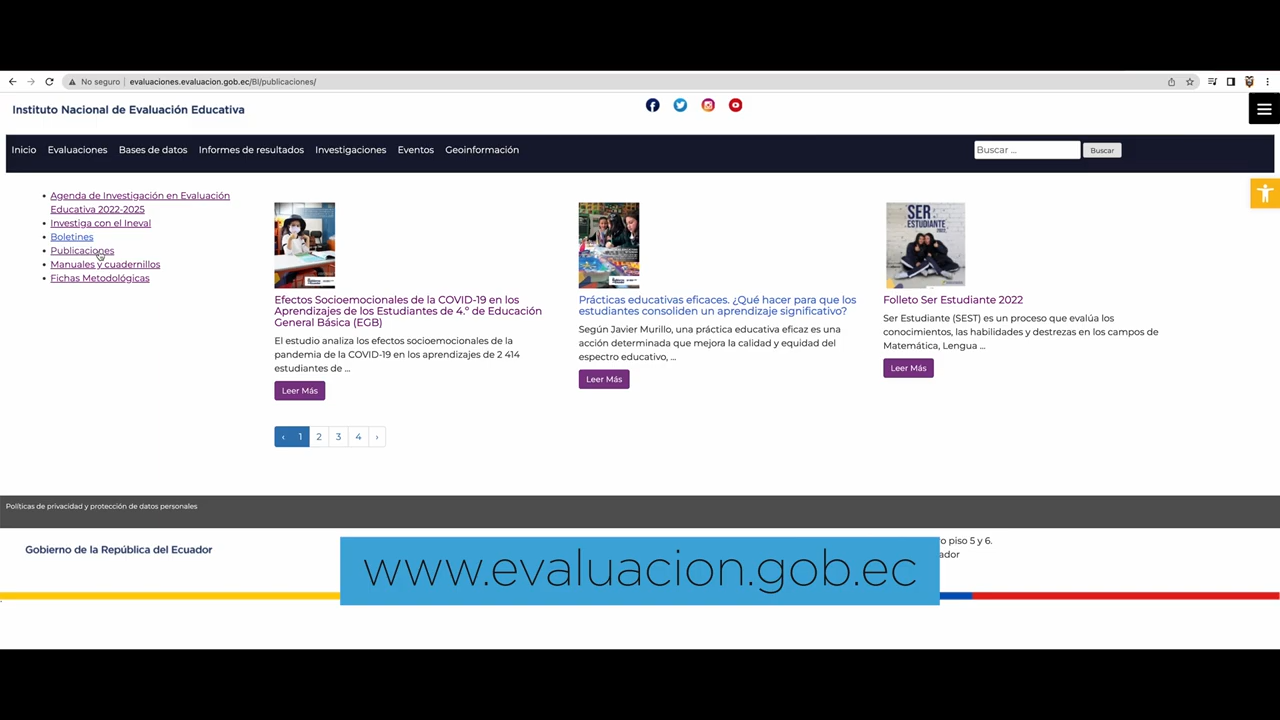 No seguro
evaluaciones.evaluacion.gob.ec/BI/publicaciones/
Instituto Nacional de Evaluación Educativa
Inicio Evaluaciones Bases de datos Informes de resultados Investigaciones Eventos Geoinformación
Buscar ... Buscar
Agenda de Investigación en Evaluación
Educativa 2022-2025
Investiga con el Ineval
Boletines
Publicaciones
Manuales y cuadernillos
Fichas Metodológicas
Efectos Socioemocionales de la COVID-19 en los
Aprendizajes de los Estudiantes de 4.º de Educación
General Básica (EGB)
El estudio analiza los efectos socioemocionales de la
pandemia de la COVID-19 en los aprendizajes de 2 414
estudiantes de ...
Leer Más
Prácticas educativas eficaces. ¿Qué hacer para que los
estudiantes consoliden un aprendizaje significativo?
Según Javier Murillo, una práctica educativa eficaz es una
acción determinada que mejora la calidad y equidad del
espectro educativo, ...
Leer Más
SER
ESTUDIANTE
Folleto Ser Estudiante 2022
Ser Estudiante (SEST) es un proceso que evalúa los
conocimientos, las habilidades y destrezas en los campos de
Matemática, Lengua ...
Leer Más
‹ 1 2 3 4 ›
Políticas de privacidad y protección de datos personales
Gobierno de la República del Ecuador
o piso 5 y 6.
ador
www.evaluacion.gob.ec